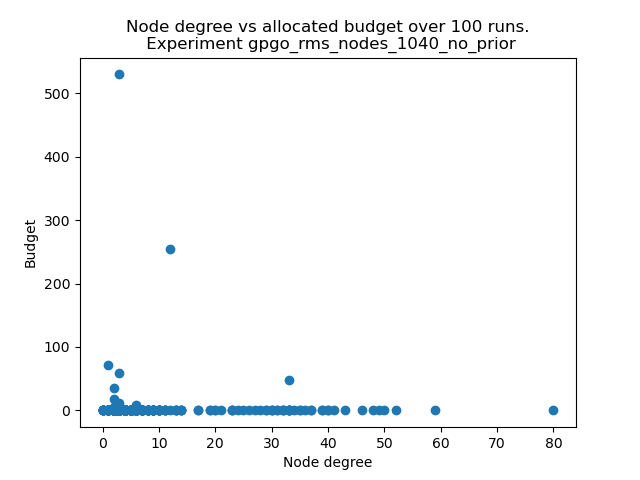 Node degree vs allocated budget over 100 runs.
Experiment gpgo_rms_nodes_1040_no_prior
500
400
300
200
100
0
Budget
0 10 20 30 40 50 60 70 80
Node degree